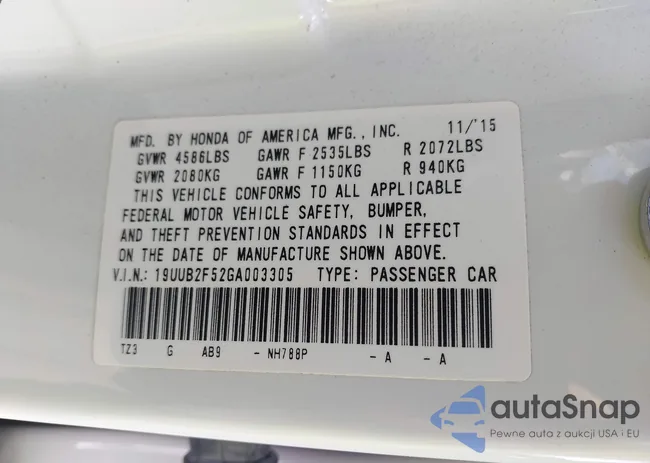 MFD. BY HONDA OF AMERICA MFG., INC. 11/'15
GVWR 4586LBS GAWR F 2535LBS R 2072LBS
GVWR 2080KG GAWR F 1150KG R 940KG
THIS VEHICLE CONFORMS TO ALL APPLICABLE
FEDERAL MOTOR VEHICLE SAFETY, BUMPER,
AND THEFT PREVENTION STANDARDS IN EFFECT
ON THE DATE OF MANUFACTURE SHOWN ABOVE.
V.I.N.: 19UUB2F52GA003305 TYPE: PASSENGER CAR
TZ3 G AB9 - NH788P - A - A
autaSnap
Pewne auta z aukcji USA i EU